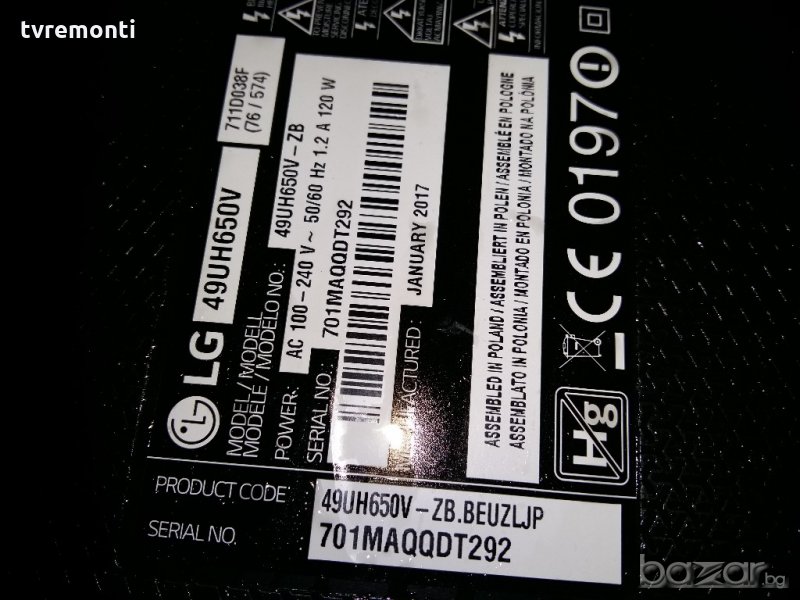 tvremonti
LG
49UH650V
711D038F
(76 / 574)
MODEL / MODELL
MODÈLE / MODELO NO.:
49UH650V-ZB
POWER:
AC 100-240 V ~ 50/60 Hz 1.2 A 120 W
SERIAL NO.:
701MAQQDT292
MANUFACTURED:
JANUARY 2017
ASSEMBLED IN POLAND / ASSEMBLIERT IN POLEN / ASSEMBLÉ EN POLOGNE
ASSEMBLATO IN POLONIA / MONTADO EN POLONIA / MONTADO NA POLÓNIA
CE 0197
Hg
PRODUCT CODE
49UH650V-ZB.BEUZLJP
SERIAL NO.
701MAQQDT292
bazar.bg